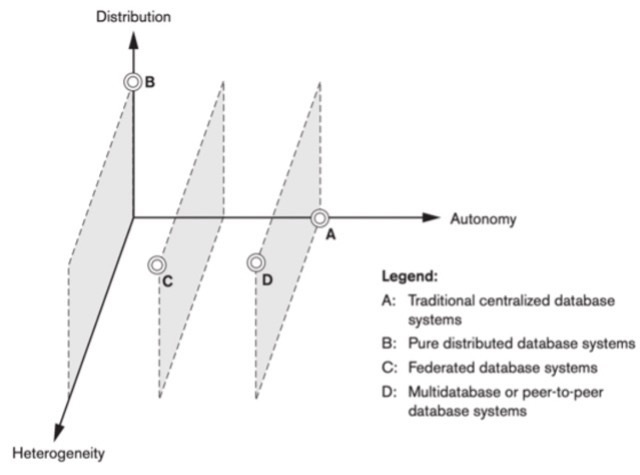 Distribution
B
Autonomy
A
C
D
Legend:
A: Traditional centralized database
systems
B: Pure distributed database systems
C: Federated database systems
D: Multidatabase or peer-to-peer
database systems
Heterogeneity